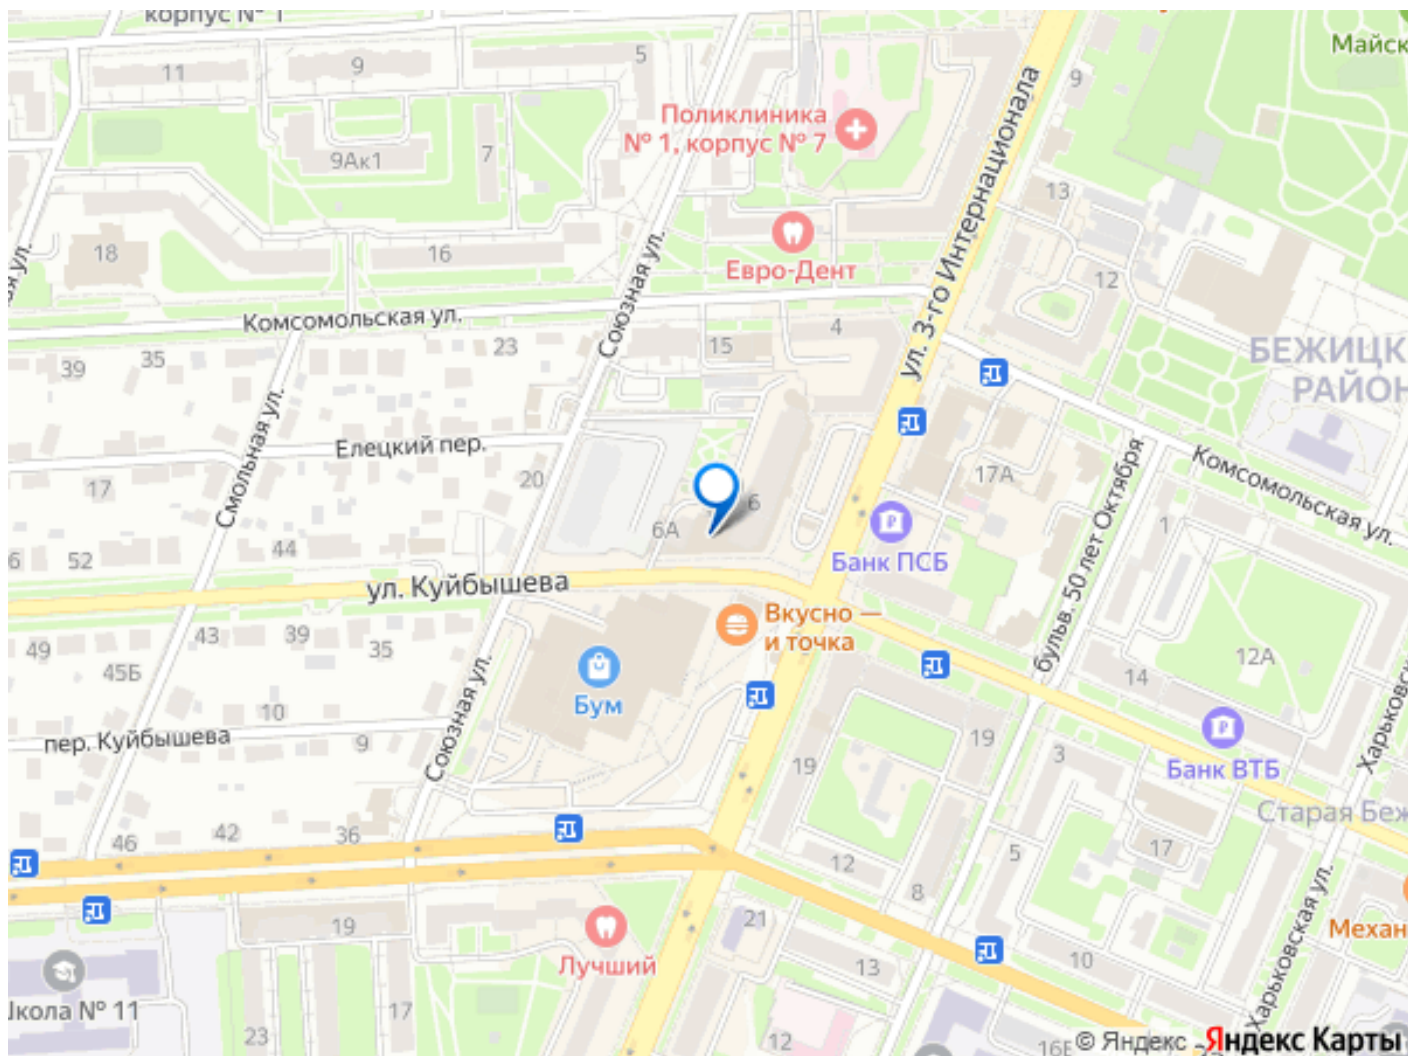 корпус № 1
11
9
5
9Ак1
7
Поликлиника
№ 1, корпус № 7
9
Майск
ул. 3-го Интернационала
13
18
16
Союзная ул.
Евро-Дент
12
Комсомольская ул.
39
35
23
15
4
БЕЖИЦК
РАЙОН
Смольная ул.
Елецкий пер.
17
20
6
6А
17А
Комсомольская ул.
1
6
52
44
Банк ПСБ
бульв. 50 лет Октября
ул. Куйбышева
Вкусно —
и точка
49
43
39
35
45Б
12А
14
Бум
10
пер. Куйбышева
9
Союзная ул.
19
19
3
Банк ВТБ
Харьковск
Старая Беж
46
42
36
12
5
17
8
19
Лучший
21
13
10
Харьковская ул.
Механ
Школа № 11
23
17
12
16Б
1
© Яндекс
Яндекс Карты